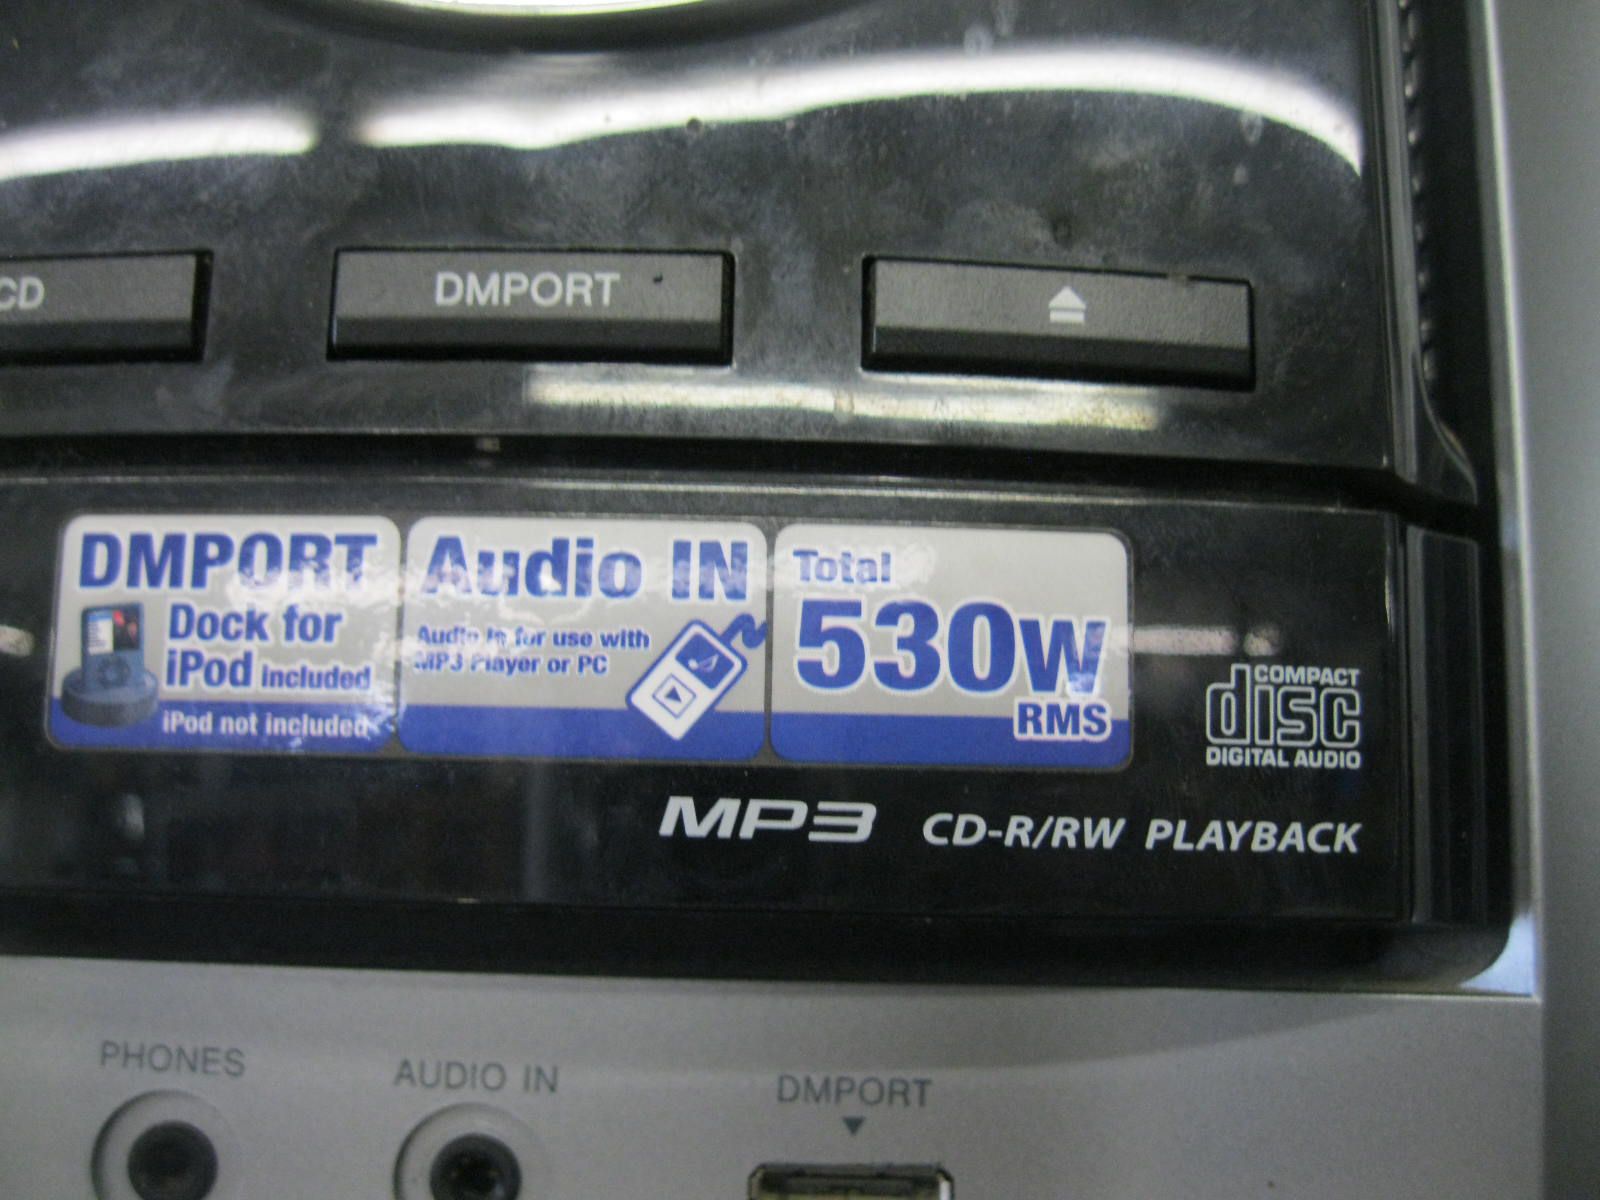 CD
DMPORT
DMPORT
Dock for
iPod included
iPod not included
Audio IN
Audio in for use with
MP3 Player or PC
Total
530W
RMS
COMPACT
disc
DIGITAL AUDIO
MP3 CD-R/RW PLAYBACK
PHONES
AUDIO IN
DMPORT